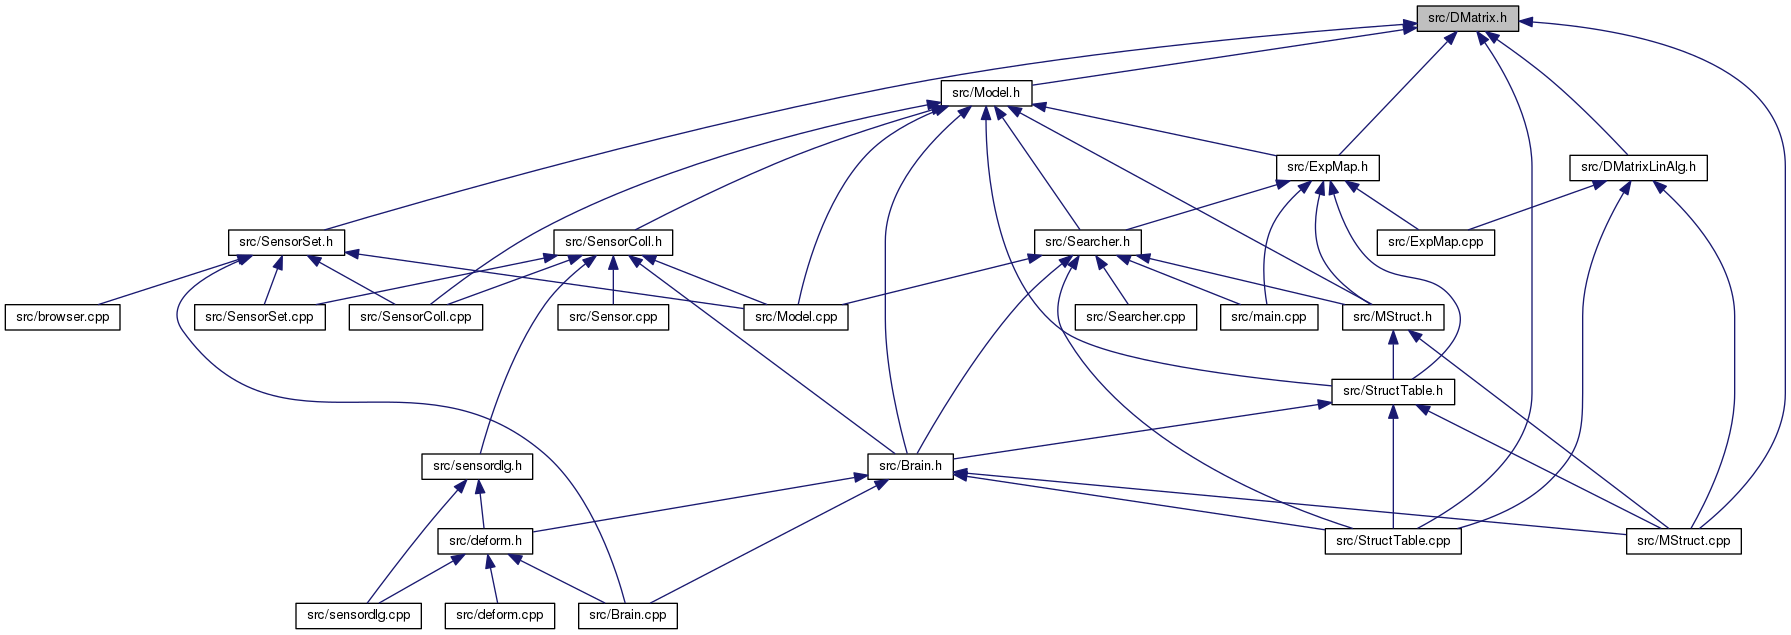 src/DMatrix.h
src/Model.h
src/ExpMap.h
src/DMatrixLinAlg.h
src/SensorSet.h
src/SensorColl.h
src/Searcher.h
src/ExpMap.cpp
src/browser.cpp
src/SensorSet.cpp
src/SensorColl.cpp
src/Sensor.cpp
src/Model.cpp
src/Searcher.cpp
src/main.cpp
src/MStruct.h
src/StructTable.h
src/sensordlg.h
src/Brain.h
src/deform.h
src/StructTable.cpp
src/MStruct.cpp
src/sensordlg.cpp
src/deform.cpp
src/Brain.cpp